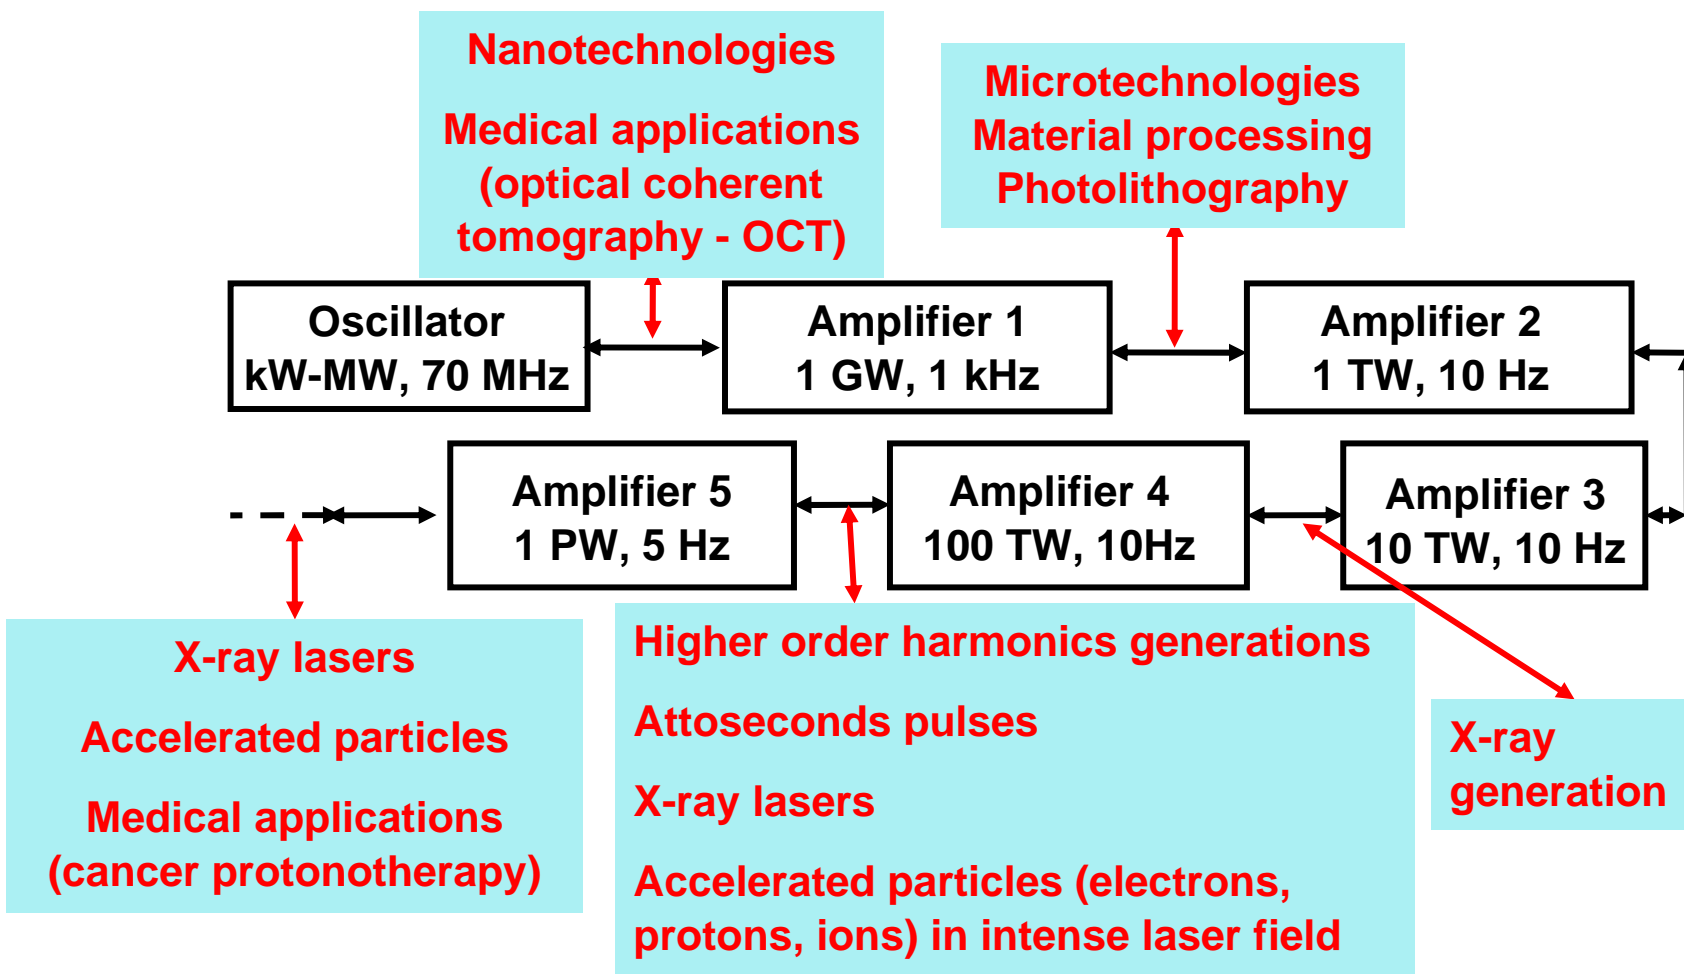 Nanotechnologies
Medical applications
(optical coherent
tomography - OCT)
Microtechnologies
Material processing
Photolithography
Oscillator
kW-MW, 70 MHz
Amplifier 1
1 GW, 1 kHz
Amplifier 2
1 TW, 10 Hz
Amplifier 5
1 PW, 5 Hz
Amplifier 4
100 TW, 10Hz
Amplifier 3
10 TW, 10 Hz
X-ray lasers
Accelerated particles
Medical applications
(cancer protonotherapy)
Higher order harmonics generations
Attoseconds pulses
X-ray lasers
Accelerated particles (electrons,
protons, ions) in intense laser field
X-ray
generation